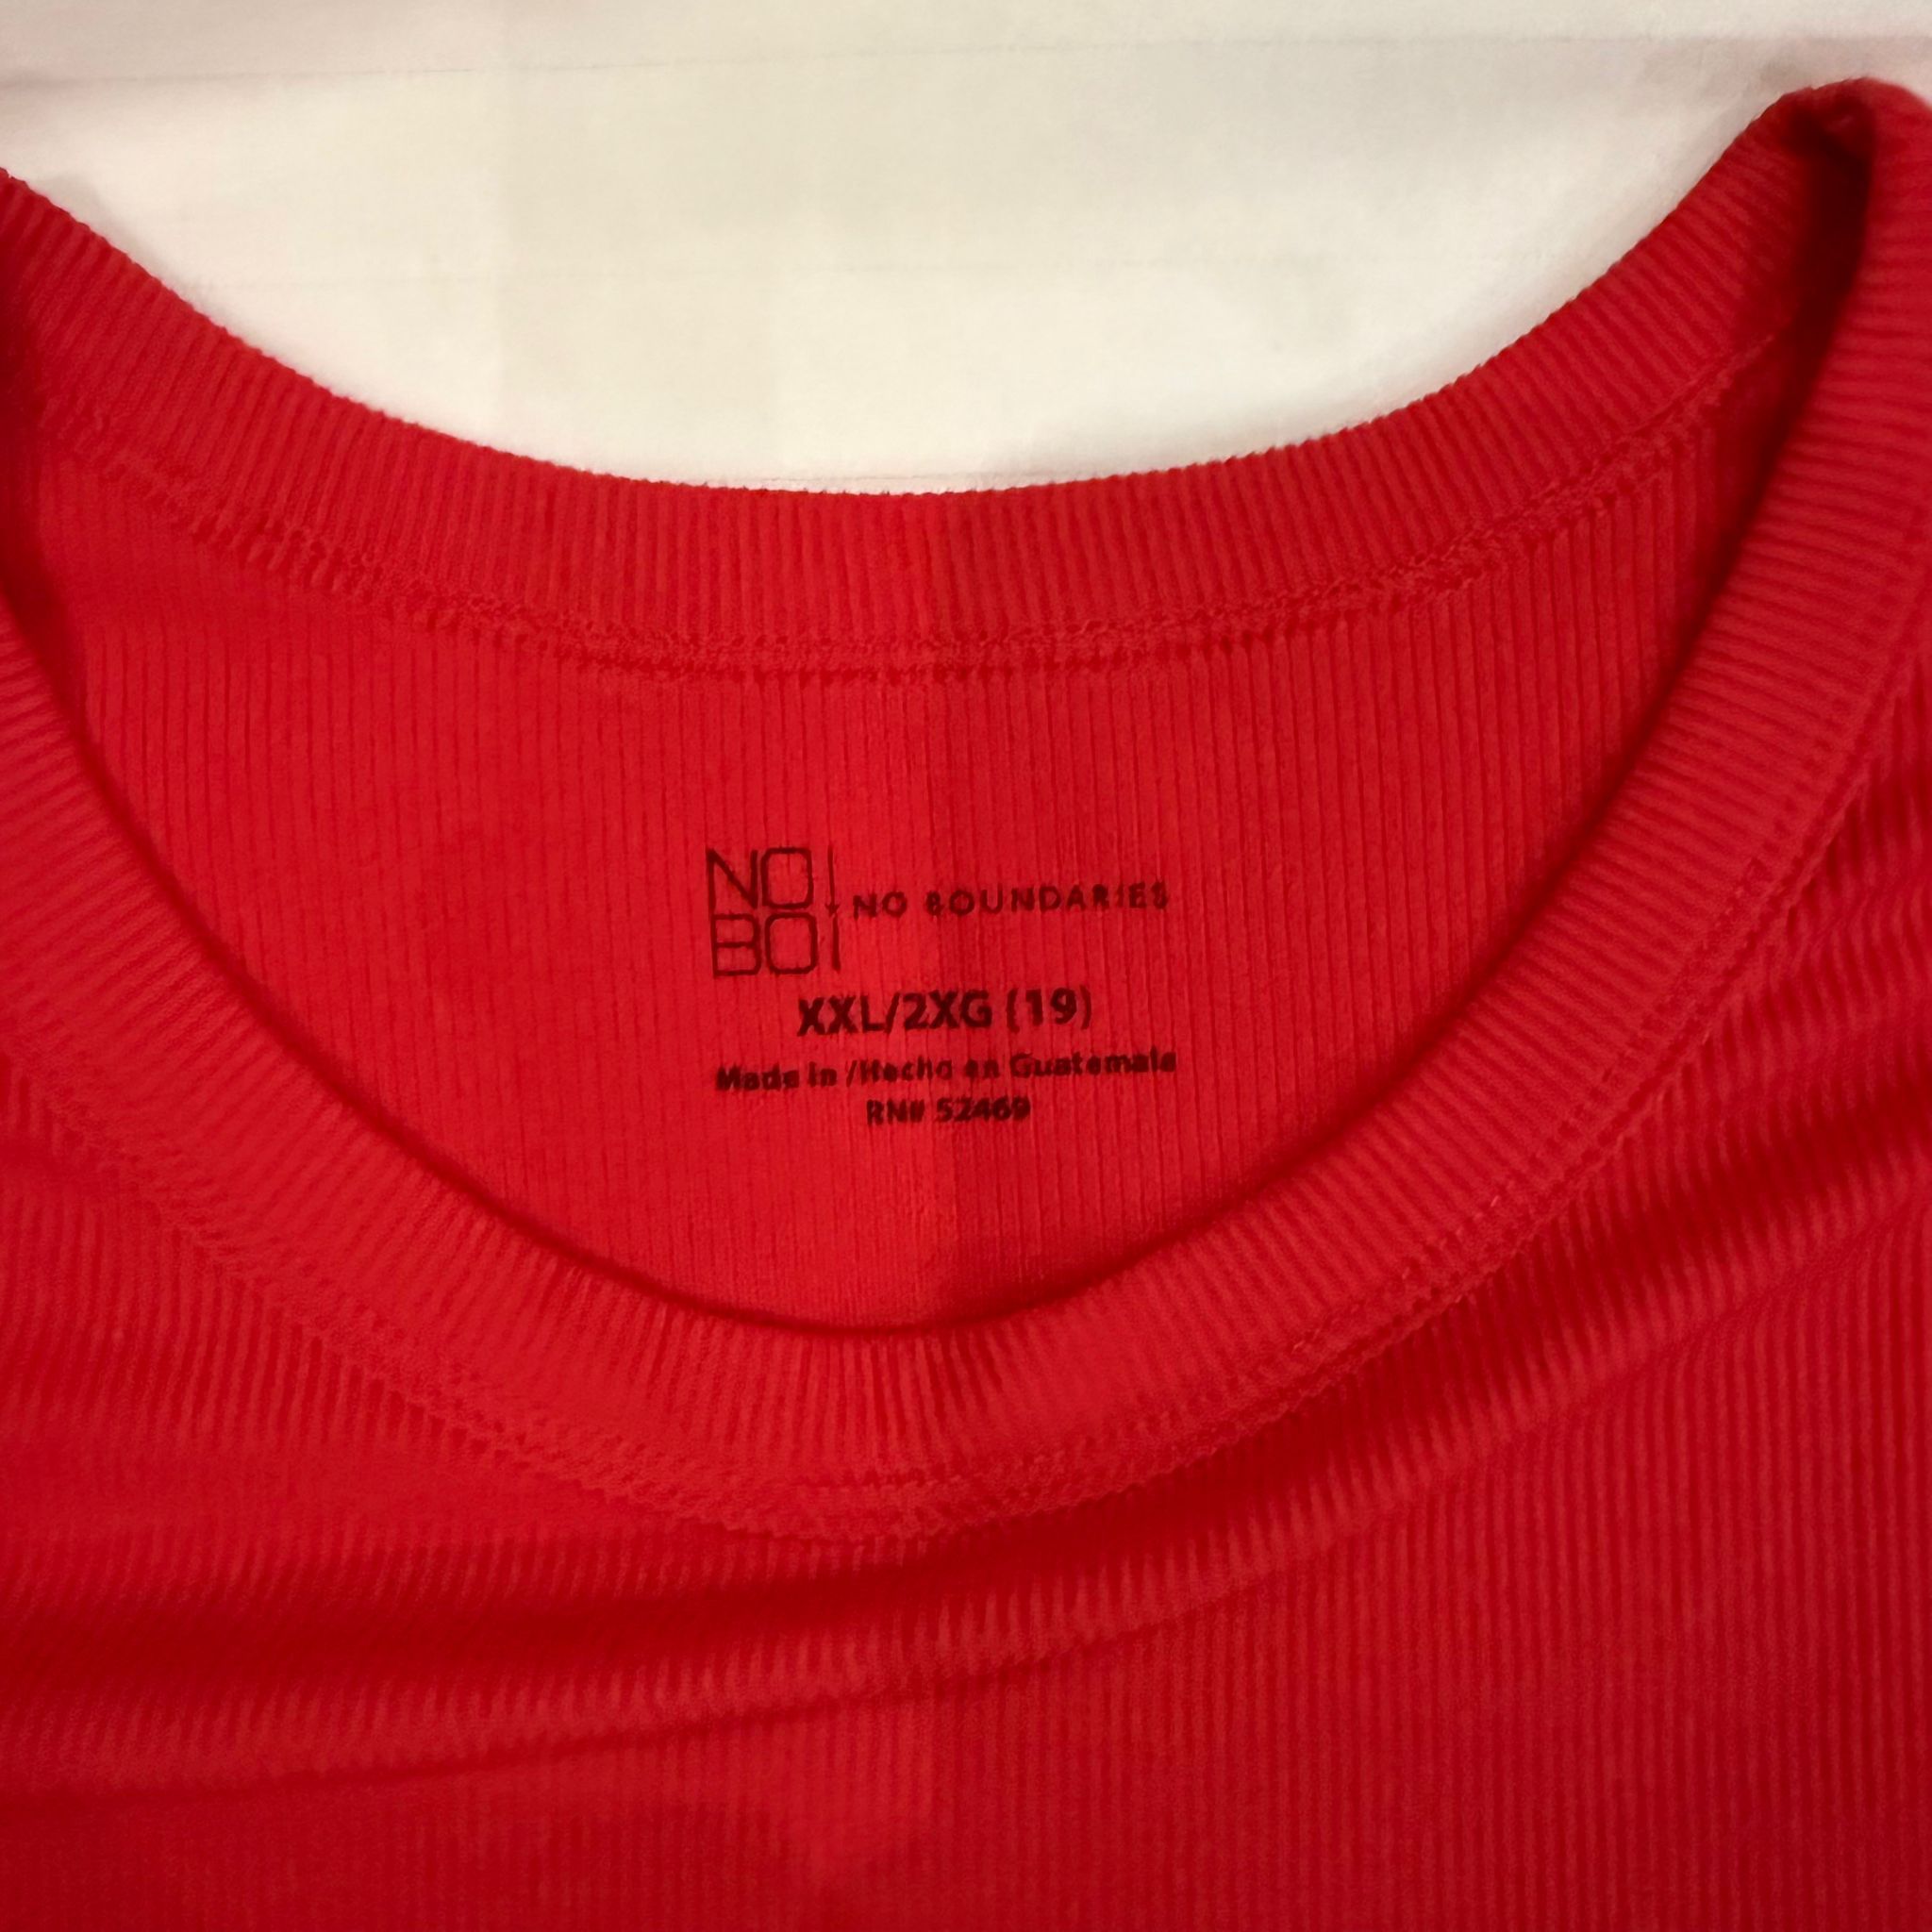 NO
BO
NO BOUNDARIES
XXL/2XG (19)
Made in /Hecho en Guatemala
RN# 52469